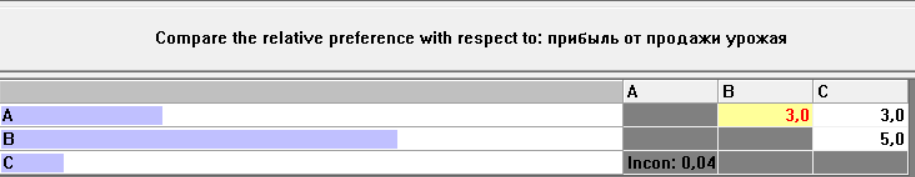 Compare the relative preference with respect to: прибыль от продажи урожая
A B C
A 3,0 3,0
B 5,0
C Incon: 0,04